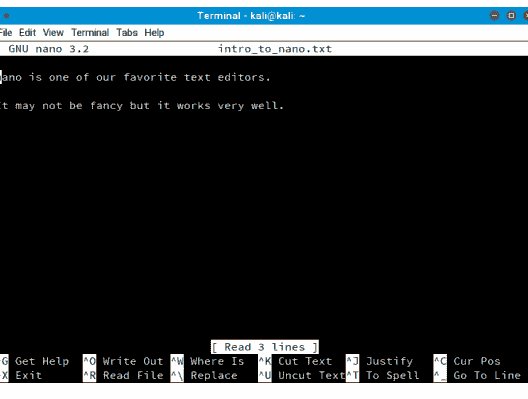 Terminal - kali@kali: ~
File Edit View Terminal Tabs Help
GNU nano 3.2 intro_to_nano.txt
nano is one of our favorite text editors.
It may not be fancy but it works very well.
[ Read 3 lines ]
^G Get Help ^O Write Out ^W Where Is ^K Cut Text ^J Justify ^C Cur Pos
^X Exit ^R Read File ^\ Replace ^U Uncut Text ^T To Spell ^_ Go To Line